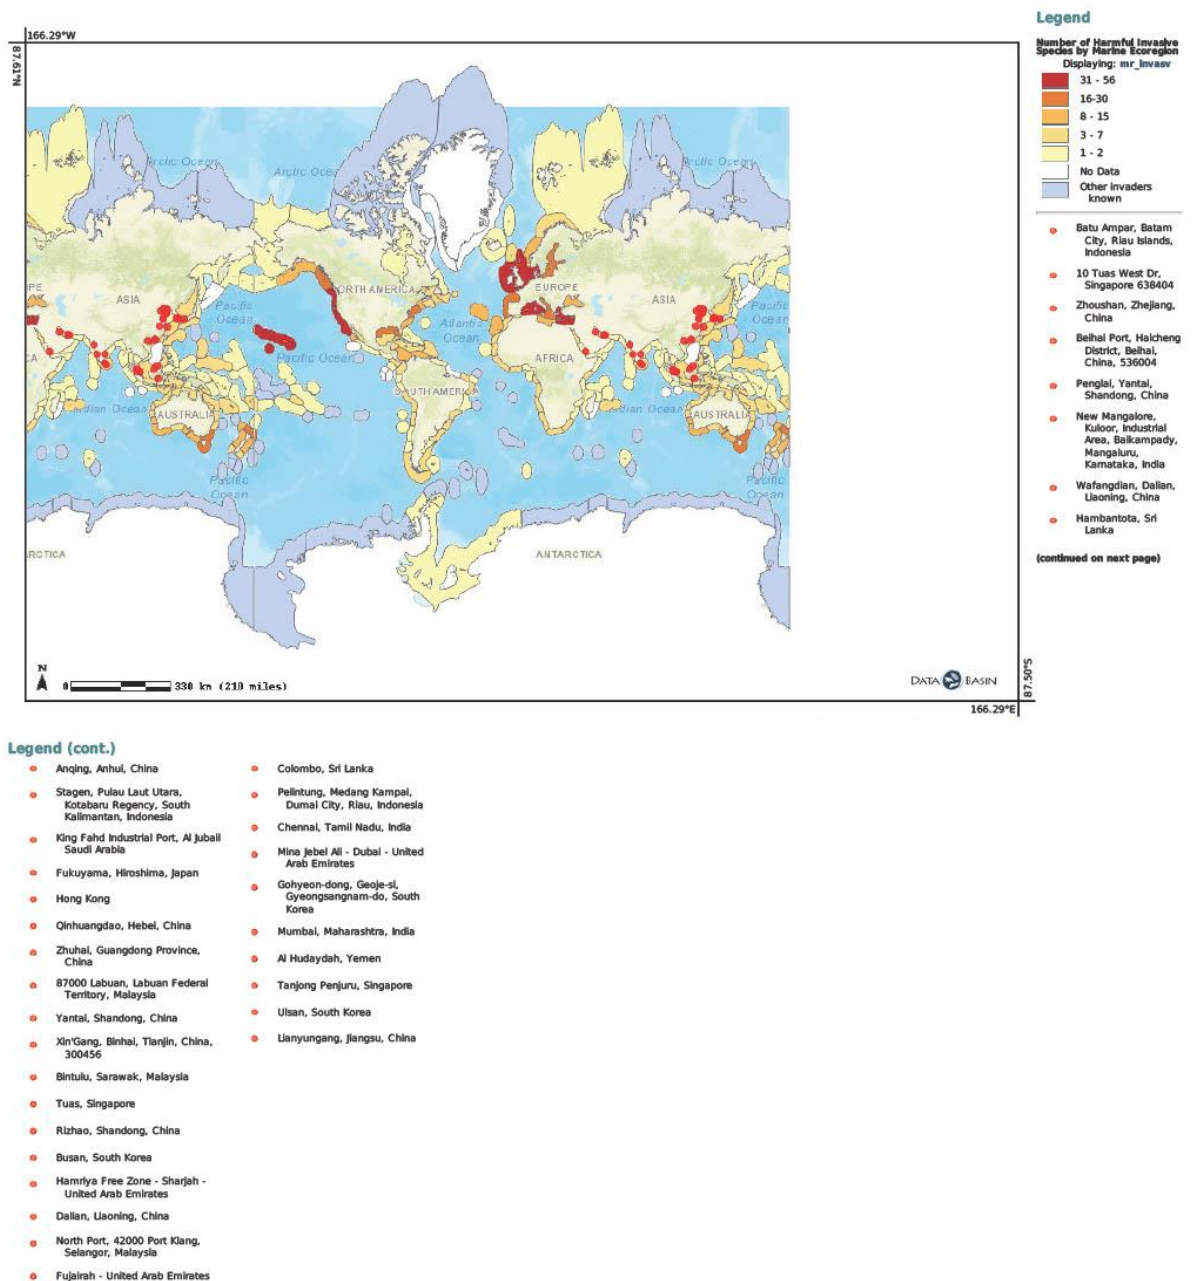 166.29°W
87.61°N
Arctic Ocean
Arctic Ocea
Arctic Ocean
PE
ASIA
Pacific
Ocean
NORTH AMERICA
Atlantic
Ocean
EUROPE
ASIA
Pacific
Ocean
CA
Pacific Ocean
AFRICA
Indian Ocean
AUSTRALIA
SOUTH AMERICA
Indian Ocean
AUSTRALIA
Pacific
Ocean
Pacific
Ocean
RCTICA
ANTARCTICA
N
0 330 km (210 miles)
DATA BASIN
87.50°S
166.29°E
Legend
Number of Harmful Invasive
Species by Marine Ecoregion
Displaying: mr_invasv
31 - 56
16-30
8 - 15
3 - 7
1 - 2
No Data
Other invaders
known
Batu Ampar, Batam
City, Riau Islands,
Indonesia
10 Tuas West Dr,
Singapore 638404
Zhoushan, Zhejiang,
China
Beihai Port, Haicheng
District, Beihai,
China, 536004
Penglai, Yantai,
Shandong, China
New Mangalore,
Kuloor, Industrial
Area, Baikampady,
Mangaluru,
Karnataka, India
Wafangdian, Dalian,
Liaoning, China
Hambantota, Sri
Lanka
(continued on next page)
Legend (cont.)
Anqing, Anhui, China
Stagen, Pulau Laut Utara,
Kotabaru Regency, South
Kalimantan, Indonesia
King Fahd Industrial Port, Al Jubail
Saudi Arabia
Fukuyama, Hiroshima, Japan
Hong Kong
Qinhuangdao, Hebei, China
Zhuhai, Guangdong Province,
China
87000 Labuan, Labuan Federal
Territory, Malaysia
Yantai, Shandong, China
Xin'Gang, Binhai, Tianjin, China,
300456
Bintulu, Sarawak, Malaysia
Tuas, Singapore
Rizhao, Shandong, China
Busan, South Korea
Hamriya Free Zone - Sharjah -
United Arab Emirates
Dalian, Liaoning, China
North Port, 42000 Port Klang,
Selangor, Malaysia
Fujairah - United Arab Emirates
Colombo, Sri Lanka
Pelintung, Medang Kampai,
Dumai City, Riau, Indonesia
Chennai, Tamil Nadu, India
Mina Jebel Ali - Dubai - United
Arab Emirates
Gohyeon-dong, Geoje-si,
Gyeongsangnam-do, South
Korea
Mumbai, Maharashtra, India
Al Hudaydah, Yemen
Tanjong Penjuru, Singapore
Ulsan, South Korea
Lianyungang, Jiangsu, China